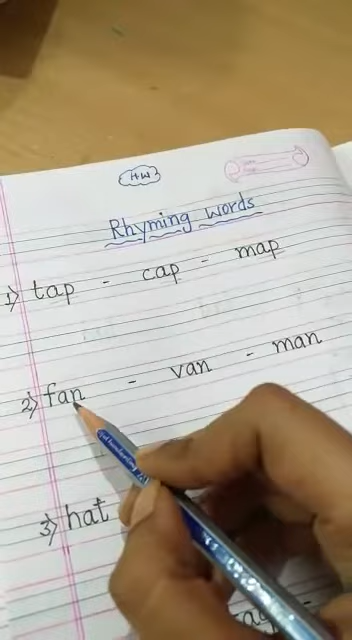 HW
Rhyming words
1) tap - cap - map
2) fan - van - man
3) hat